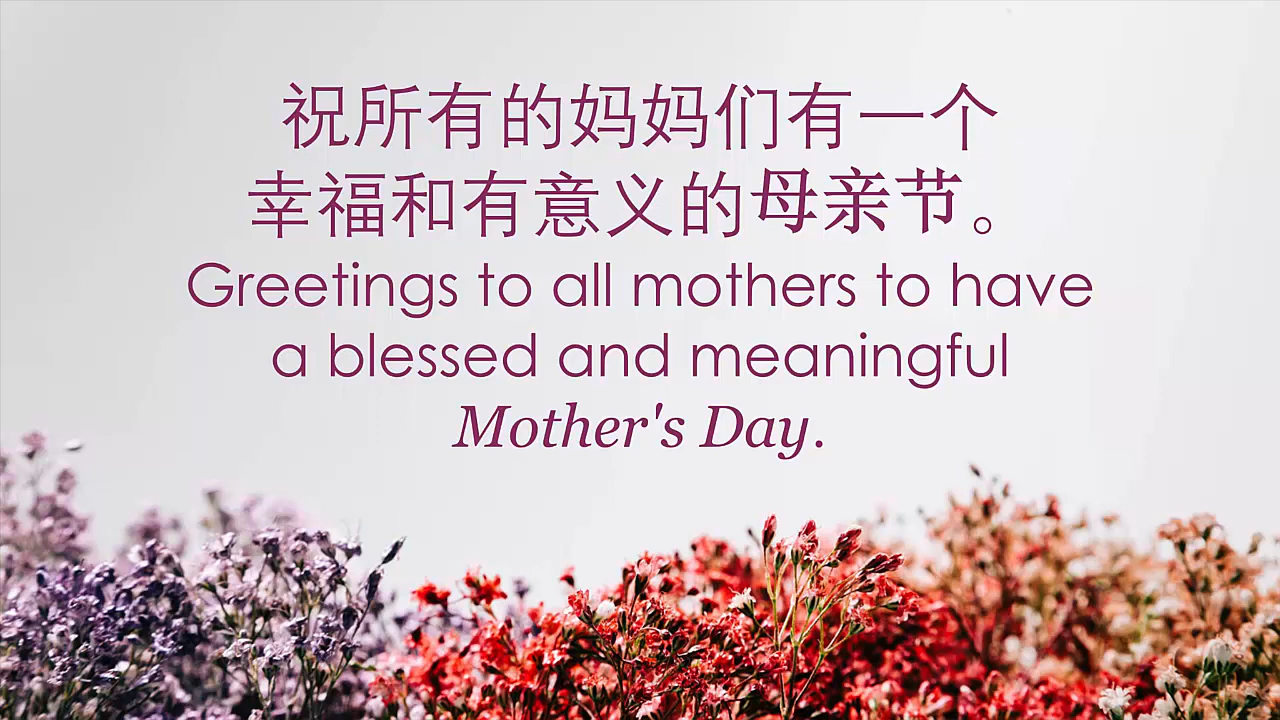 祝所有的妈妈们有一个
幸福和有意义的母亲节。
Greetings to all mothers to have
a blessed and meaningful
Mother's Day.